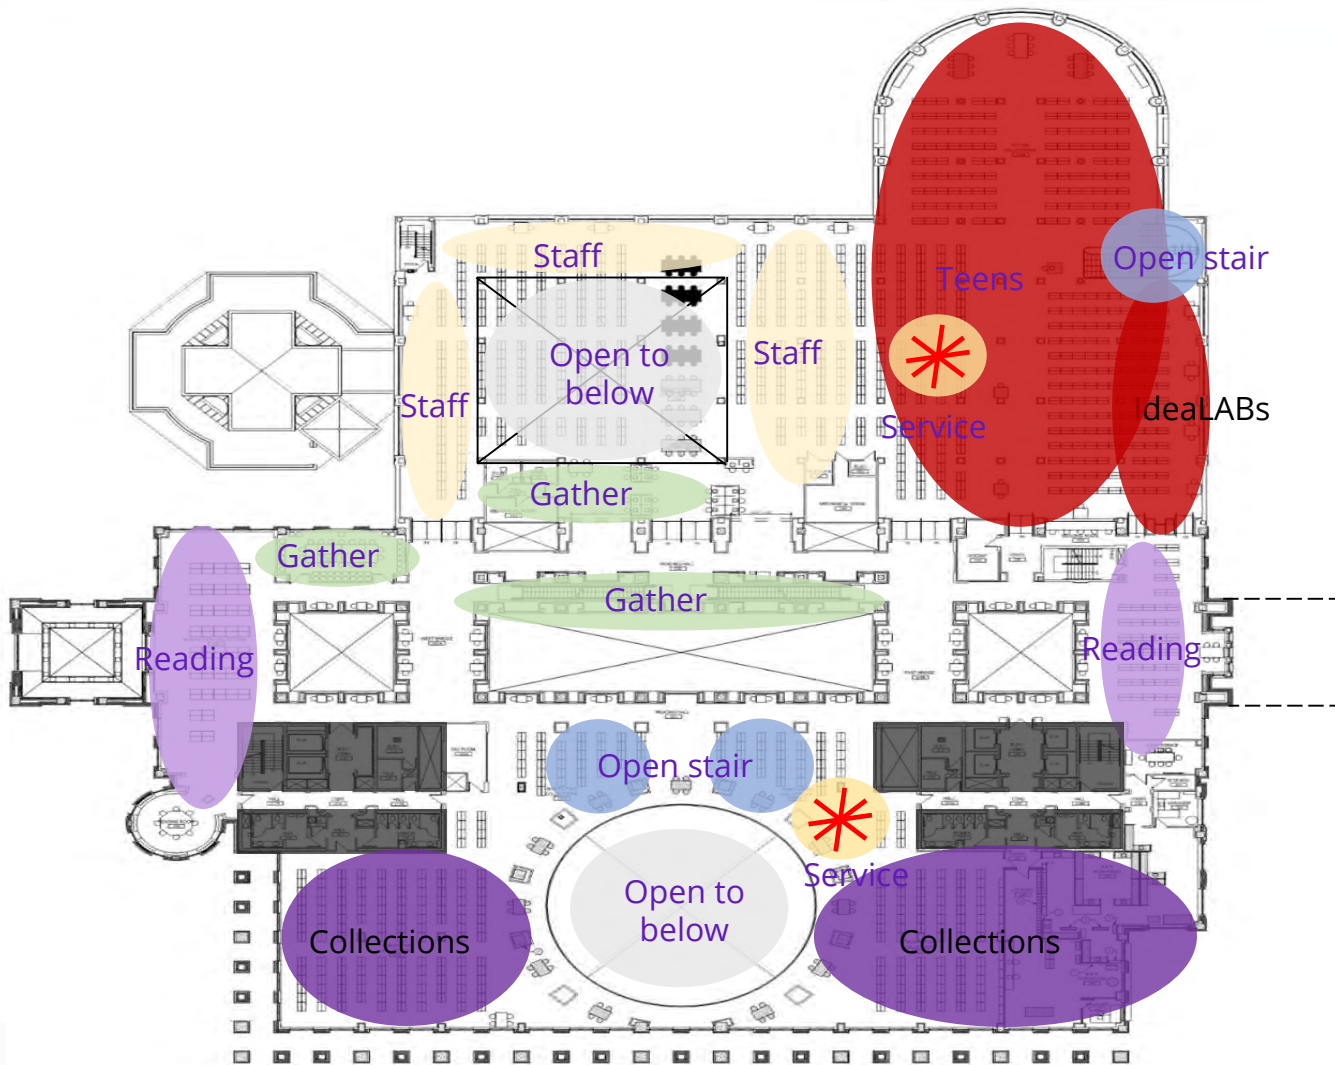 Staff
Open stair
Teens
Open to
below
Staff
Staff
IdeaLABs
Service
Gather
Gather
Gather
Reading
Reading
Open stair
Service
Open to
below
Collections
Collections